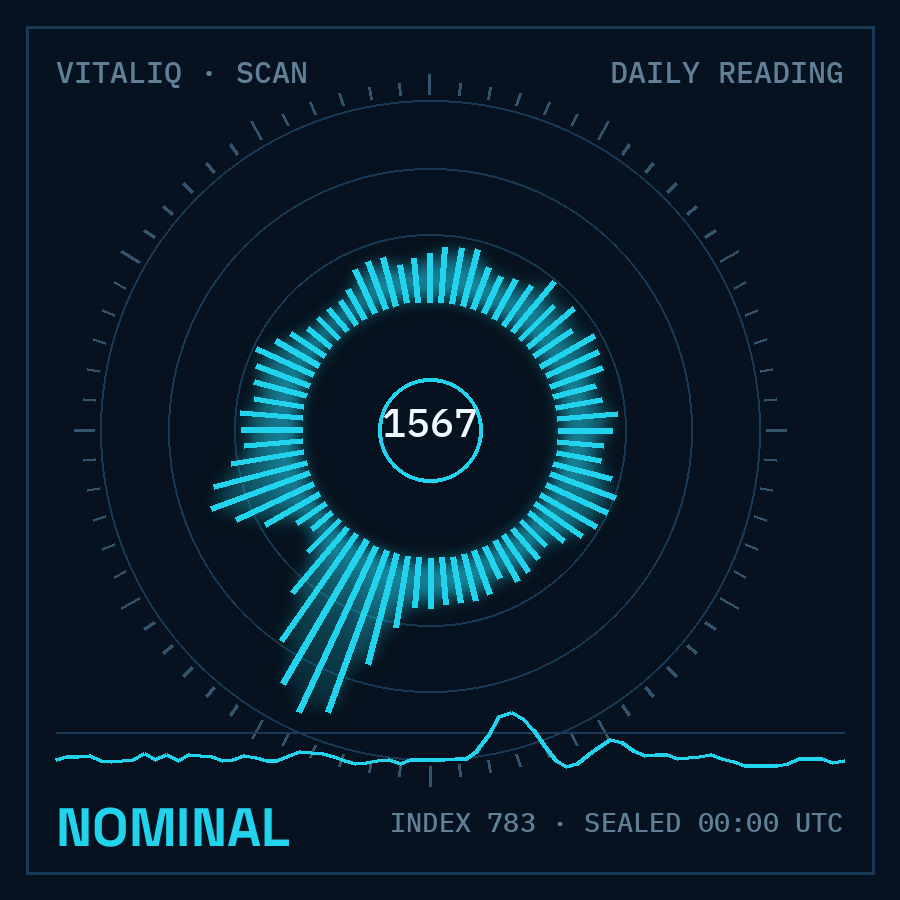 VITALIQ · SCAN
DAILY READING
1567
NOMINAL
INDEX 783 · SEALED 00:00 UTC